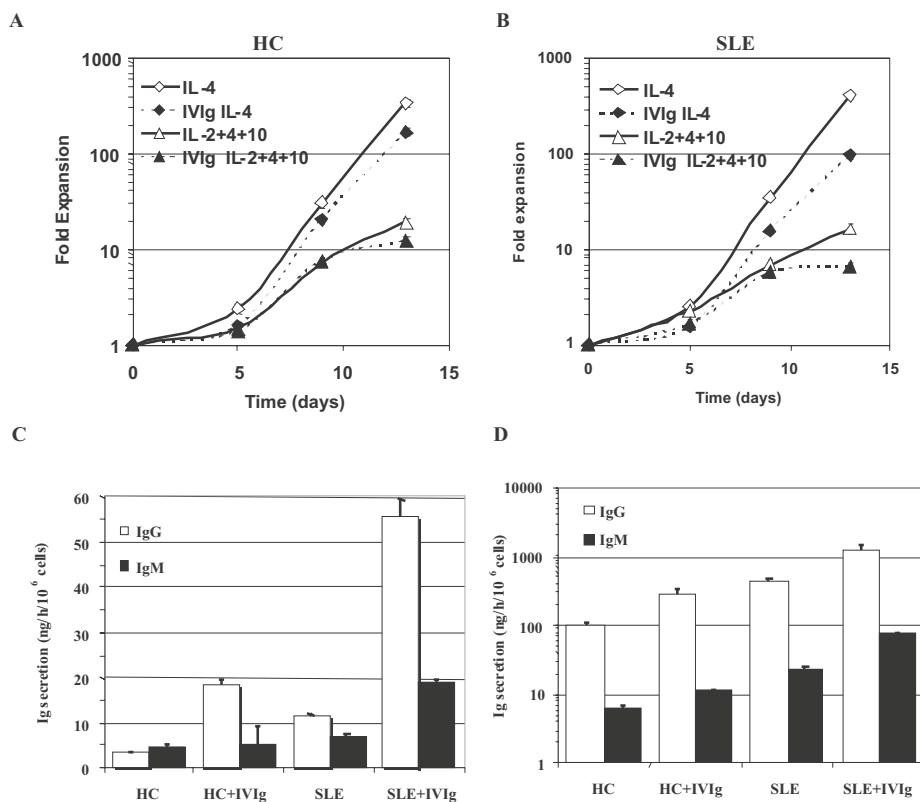 A
HC
1000
100
10
1
Fold Expansion
IL-4
IVIg IL-4
IL-2+4+10
IVIg IL-2+4+10
0 5 10 15
Time (days)
B
SLE
1000
100
10
1
Fold expansion
IL-4
IVIg IL-4
IL-2+4+10
IVIg IL-2+4+10
0 5 10 15
Time (days)
C
60
50
40
30
20
10
0
Ig secretion (ng/h/10⁶ cells)
IgG
IgM
HC HC+IVIg SLE SLE+IVIg
D
10000
1000
100
10
1
Ig secretion (ng/h/10⁶ cells)
IgG
IgM
HC HC+IVIg SLE SLE+IVIg